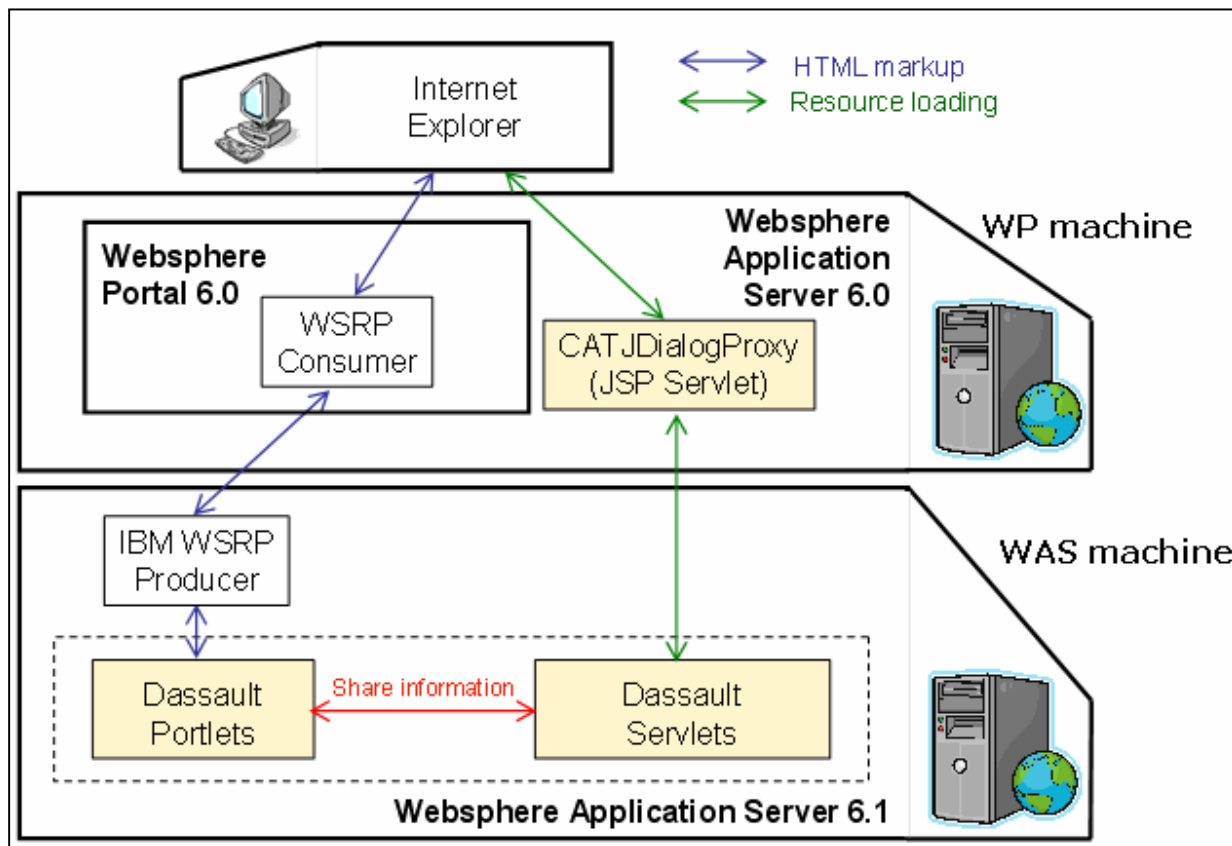 Internet
Explorer
HTML markup
Resource loading
Websphere
Portal 6.0
WSRP
Consumer
Websphere
Application
Server 6.0
CATJDialogProxy
(JSP Servlet)
WP machine
IBM WSRP
Producer
WAS machine
Dassault
Portlets
Share information
Dassault
Servlets
Websphere Application Server 6.1